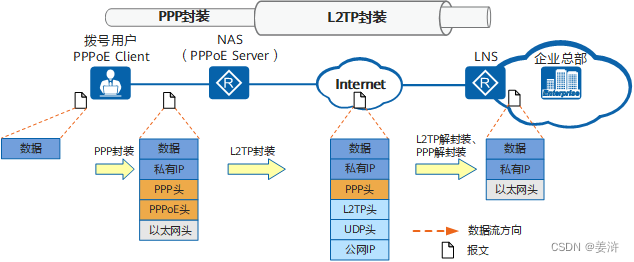 PPP封装
L2TP封装
拨号用户
PPPoE Client
NAS
（PPPoE Server）
Internet
LNS
企业总部
Enterprise
数据
PPP封装
数据
私有IP
PPP头
PPPoE头
以太网头
L2TP封装
数据
私有IP
PPP头
L2TP头
UDP头
公网IP
L2TP解封装、
PPP解封装
数据
私有IP
以太网头
数据流方向
报文
CSDN @姜浒